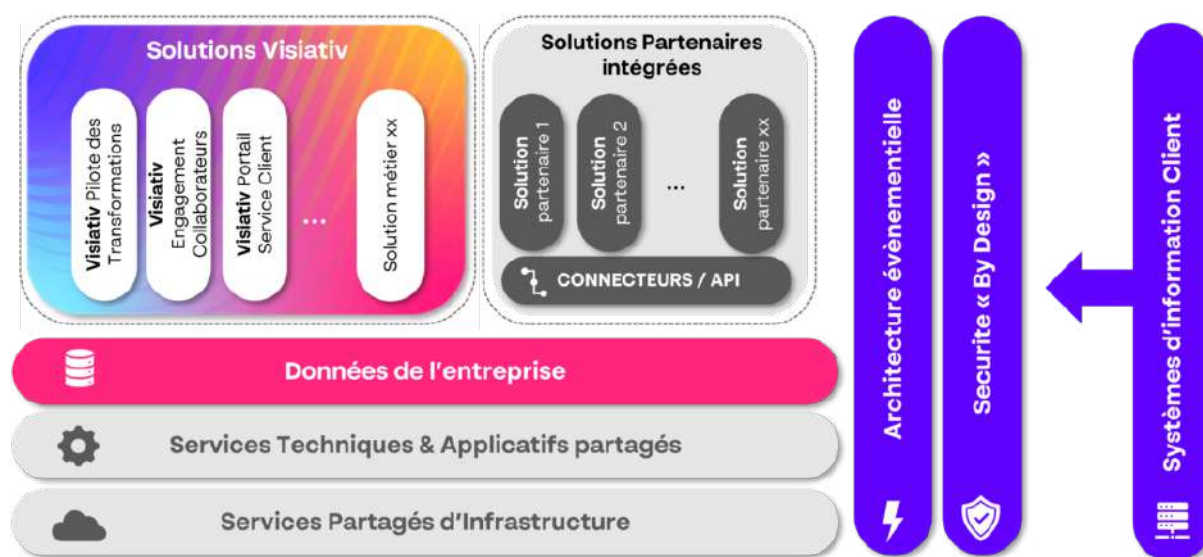 Solutions Visiativ
Visiativ Pilote des
Transformations
Visiativ
Engagement
Collaborateurs
Visiativ Portail
Service Client
...
Solution métier xx
Solutions Partenaires
intégrées
Solution
partenaire 1
Solution
partenaire 2
...
Solution
partenaire xx
CONNECTEURS / API
Données de l'entreprise
Services Techniques & Applicatifs partagés
Services Partagés d'Infrastructure
Architecture évènementielle
Securite « By Design »
Systèmes d'information Client